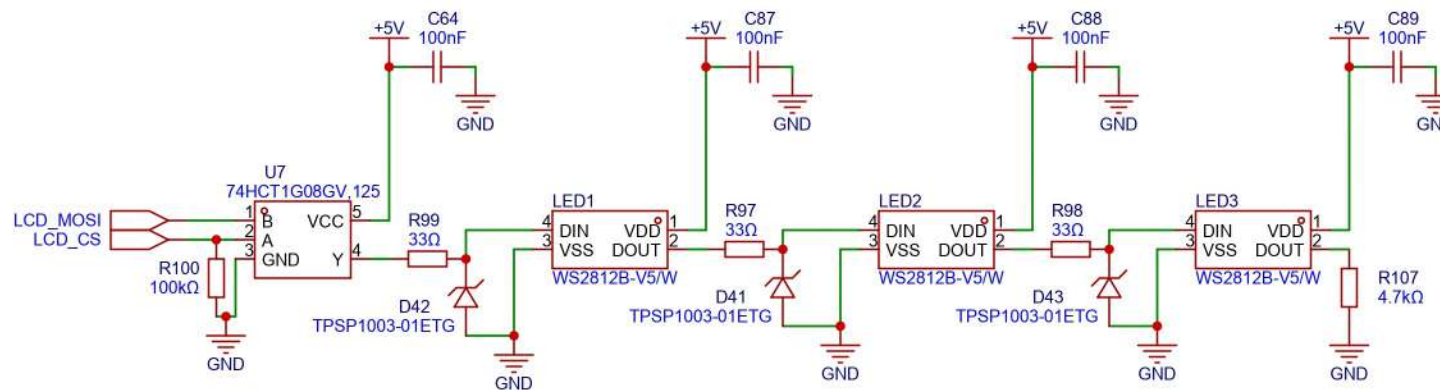 C64
+5V
100nF
GND
C87
+5V
100nF
GND
C88
+5V
100nF
GND
C89
+5V
100nF
GN
U7
74HCT1G08GV,125
LCD_MOSI
LCD_CS
1
B
2
A
3
GND
VCC
5
Y
4
R100
100kΩ
GND
R99
33Ω
D42
TPSP1003-01ETG
GND
LED1
4
DIN
3
VSS
VDD
1
DOUT
2
WS2812B-V5/W
R97
33Ω
D41
TPSP1003-01ETG
GND
LED2
4
DIN
3
VSS
VDD
1
DOUT
2
WS2812B-V5/W
R98
33Ω
D43
TPSP1003-01ETG
GND
LED3
4
DIN
3
VSS
VDD
1
DOUT
2
WS2812B-V5/W
R107
4.7kΩ
GND